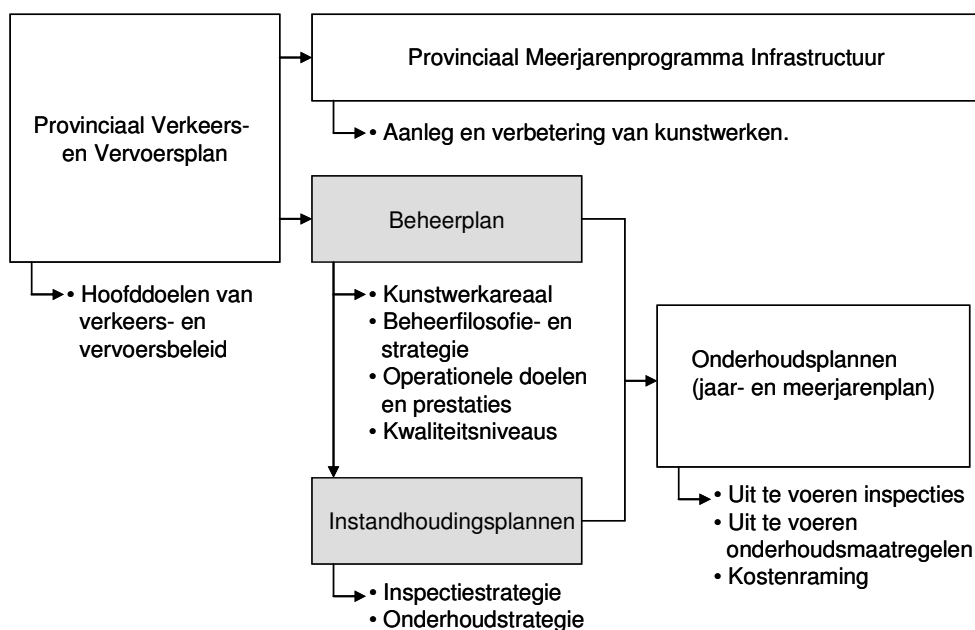 Provinciaal Verkeers-
en Vervoersplan
• Hoofddoelen van
verkeers- en
vervoersbeleid
Provinciaal Meerjarenprogramma Infrastructuur
• Aanleg en verbetering van kunstwerken.
Beheerplan
• Kunstwerkareaal
• Beheerfilosofie- en
strategie
• Operationele doelen
en prestaties
• Kwaliteitsniveaus
Instandhoudingsplannen
• Inspectiestrategie
• Onderhoudstrategie
Onderhoudsplannen
(jaar- en meerjarenplan)
• Uit te voeren inspecties
• Uit te voeren
onderhoudsmaatregelen
• Kostenraming